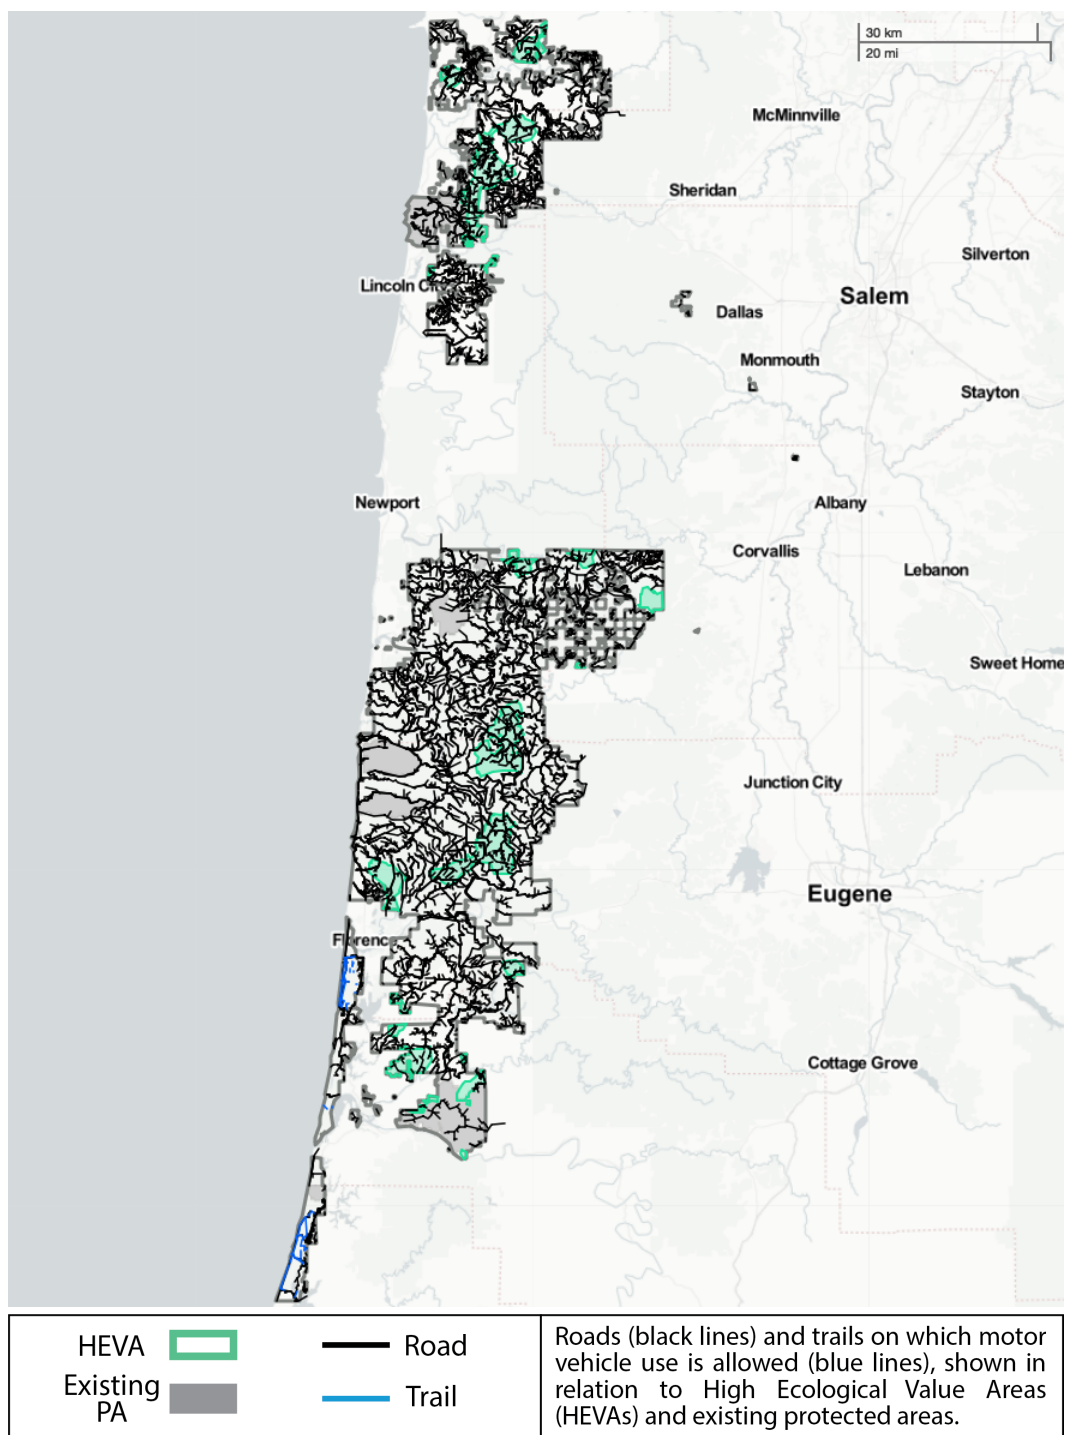 30 km
20 mi
McMinnville
Sheridan
Silverton
Lincoln C
Salem
Dallas
Monmouth
Stayton
Newport
Albany
Corvallis
Lebanon
Sweet Home
Junction City
Eugene
Florenc
Cottage Grove
HEVA
Road
Existing
PA
Trail
Roads (black lines) and trails on which motor
vehicle use is allowed (blue lines), shown in
relation to High Ecological Value Areas
(HEVAs) and existing protected areas.